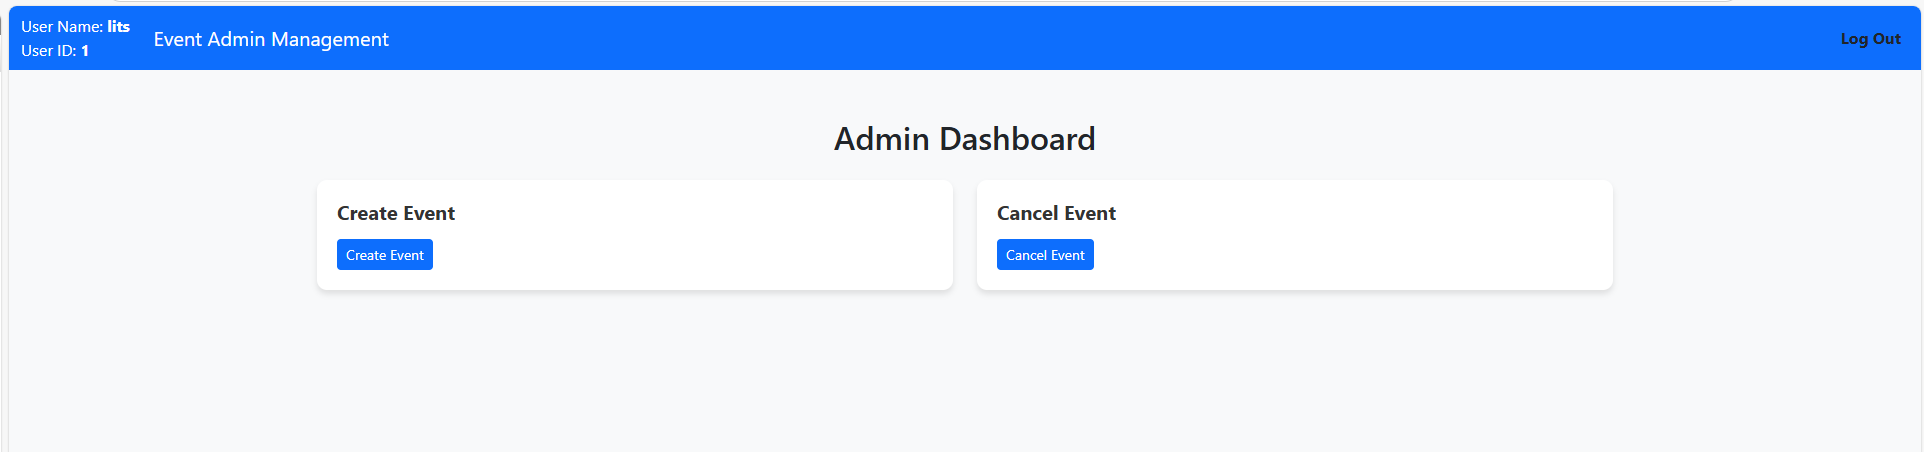 User Name: lits
User ID: 1
Event Admin Management
Log Out
Admin Dashboard
Create Event
Create Event
Cancel Event
Cancel Event